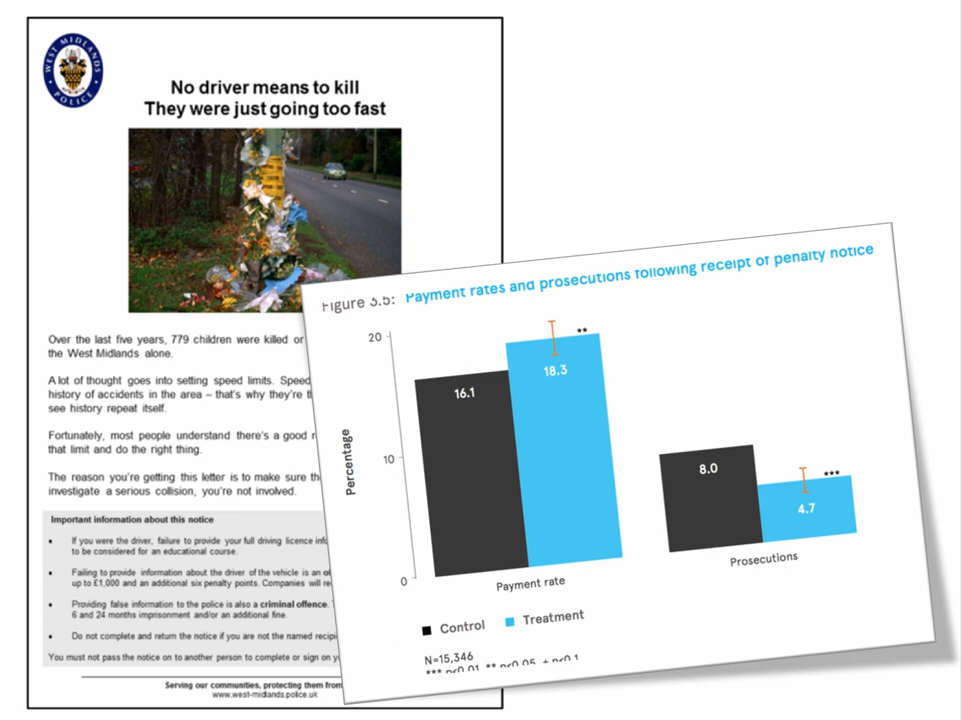 WEST MIDLANDS
POLICE
No driver means to kill
They were just going too fast
Over the last five years, 779 children were killed or
the West Midlands alone.
A lot of thought goes into setting speed limits. Speed
history of accidents in the area – that's why they're
see history repeat itself.
Fortunately, most people understand there's a good
that limit and do the right thing.
The reason you're getting this letter is to make sure
investigate a serious collision, you're not involved.
Important information about this notice
• If you were the driver, failure to provide your full driving licence
to be considered for an educational course.
• Failing to provide information about the driver of the vehicle is an
up to £1,000 and an additional six penalty points. Companies will
• Providing false information to the police is also a criminal offence.
6 and 24 months imprisonment and/or an additional fine.
• Do not complete and return the notice if you are not the named
You must not pass the notice on to another person to complete or sign on
Serving our communities, protecting them from
www.west-midlands.police.uk
Figure 3.5: Payment rates and prosecutions following receipt of penalty notice
Percentage
20
10
0
16.1
18.3
**
8.0
4.7
***
Payment rate
Prosecutions
Control
Treatment
N=15,346
*** p<0.01, ** p<0.05, + p<0.1